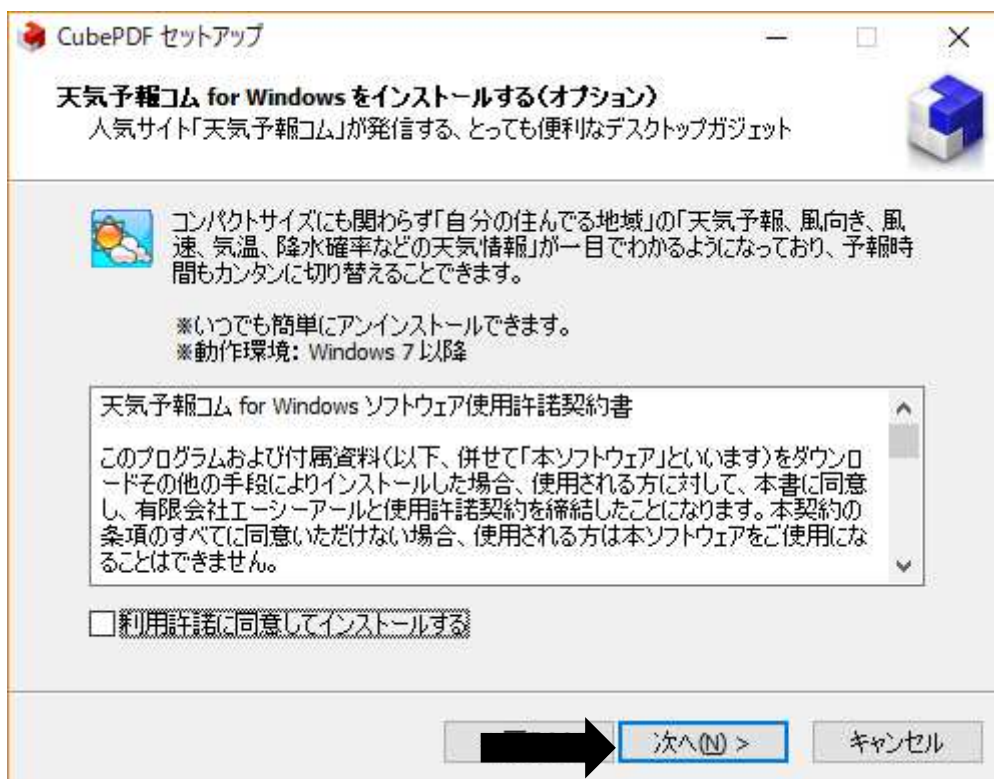 CubePDF セットアップ
天気予報コム for Windows をインストールする(オプション)
人気サイト「天気予報コム」が発信する、とっても便利なデスクトップガジェット
コンパクトサイズにも関わらず「自分の住んでる地域」の「天気予報、風向き、風
速、気温、降水確率などの天気情報」が一目でわかるようになっており、予報時
間もカンタンに切り替えることできます。
※いつでも簡単にアンインストールできます。
※動作環境: Windows 7 以降
天気予報コム for Windows ソフトウェア使用許諾契約書
このプログラムおよび付属資料(以下、併せて「本ソフトウェア」といいます)をダウンロ
ードその他の手段によりインストールした場合、使用される方に対して、本書に同意
し、有限会社エーシーアールと使用許諾契約を締結したことになります。本契約の
条項のすべてに同意いただけない場合、使用される方は本ソフトウェアをご使用にな
ることはできません。
利用許諾に同意してインストールする
次へ(N) >
キャンセル